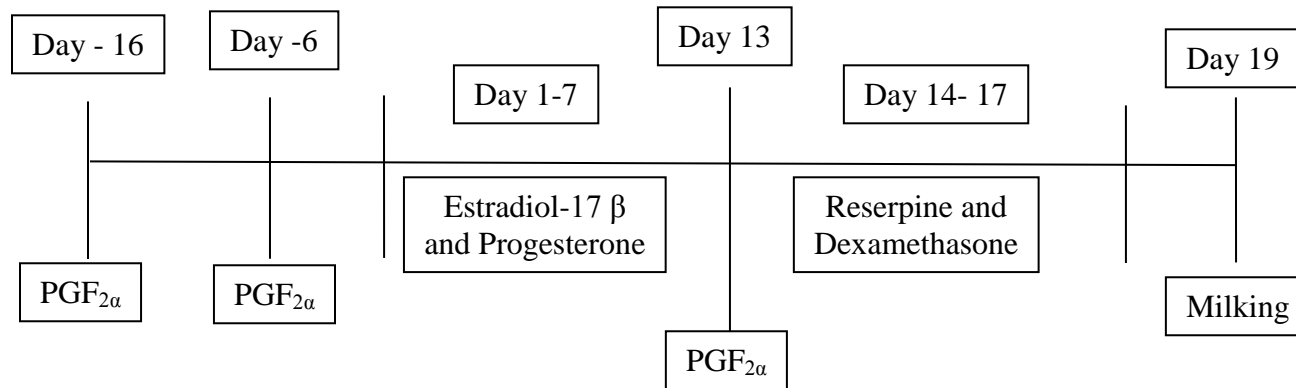 Day - 16
Day -6
Day 13
Day 19
Day 1-7
Day 14- 17
Estradiol-17 β
and Progesterone
Reserpine and
Dexamethasone
PGF2α
PGF2α
Milking
PGF2α